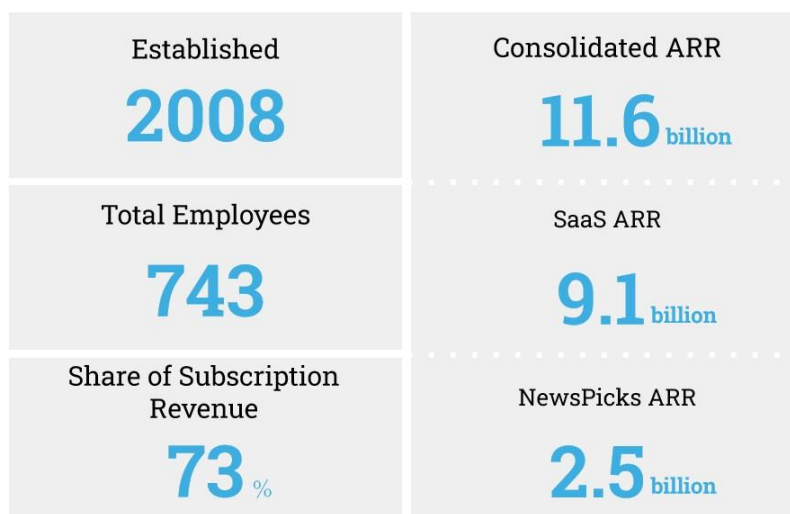 Established
2008
Total Employees
743
Share of Subscription
Revenue
73 %
Consolidated ARR
11.6 billion
SaaS ARR
9.1 billion
NewsPicks ARR
2.5 billion